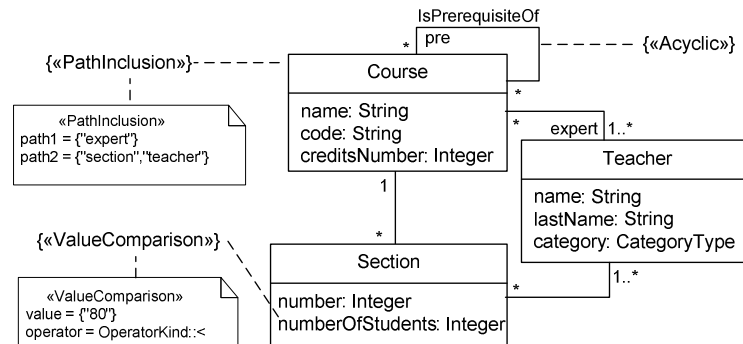 IsPrerequisiteOf
* pre
{«Acyclic»}
{«PathInclusion»}
Course
name: String
code: String
creditsNumber: Integer
*
*
«PathInclusion»
path1 = {"expert"}
path2 = {"section","teacher"}
expert 1..*
Teacher
name: String
lastName: String
category: CategoryType
1
*
{«ValueComparison»}
Section
number: Integer
numberOfStudents: Integer
* 1..*
«ValueComparison»
value = {"80"}
operator = OperatorKind::<